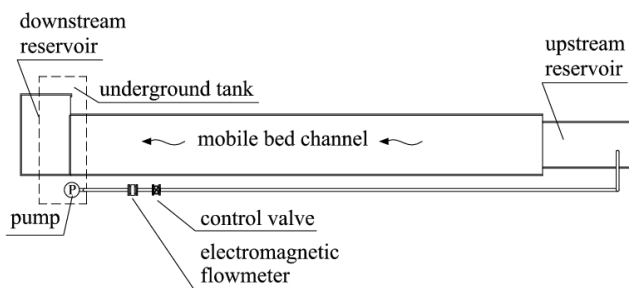 downstream
reservoir
underground tank
upstream
reservoir
mobile bed channel
P
pump
control valve
electromagnetic
flowmeter